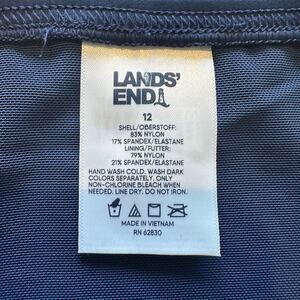 LANDS'
END
12
SHELL/OBERSTOFF:
83% NYLON
17% SPANDEX/ELASTANE
LINING/FUTTER:
79% NYLON
21% SPANDEX/ELASTANE
HAND WASH COLD. WASH DARK
COLORS SEPARATELY. ONLY
NON-CHLORINE BLEACH WHEN
NEEDED. LINE DRY. DO NOT IRON.
MADE IN VIETNAM
RN 62830